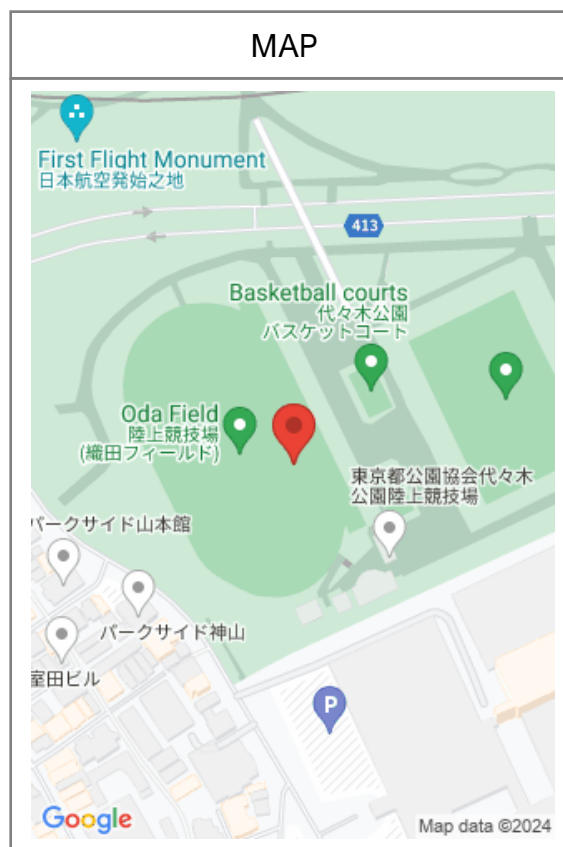 MAP
First Flight Monument
日本航空発始之地
413
Basketball courts
代々木公園
バスケットコート
Oda Field
陸上競技場
(織田フィールド)
東京都公園協会代々木
公園陸上競技場
パークサイド山本館
パークサイド神山
室田ビル
P
Google
Map data ©2024